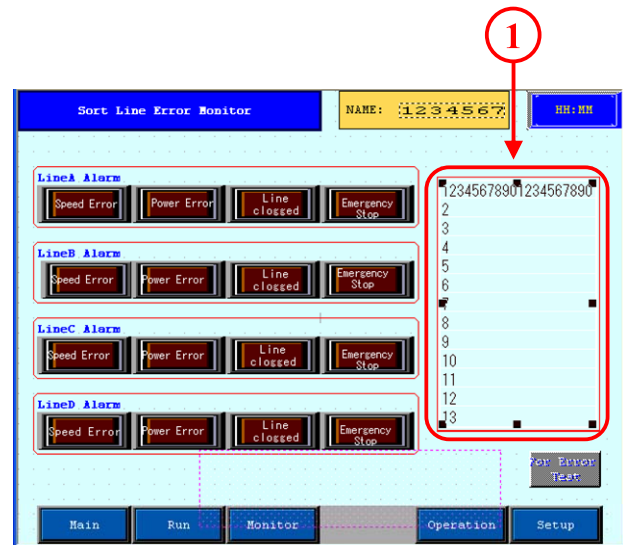 1
Sort Line Error Monitor
NAME: 1234567
HH:MM
LineA Alarm
Speed Error
Power Error
Line
clogged
Emergency
Stop
LineB Alarm
Speed Error
Power Error
Line
clogged
Emergency
Stop
LineC Alarm
Speed Error
Power Error
Line
clogged
Emergency
Stop
LineD Alarm
Speed Error
Power Error
Line
clogged
Emergency
Stop
12345678901234567890
2
3
4
5
6
7
8
9
10
11
12
13
For Error
Test
Main
Run
Monitor
Operation
Setup